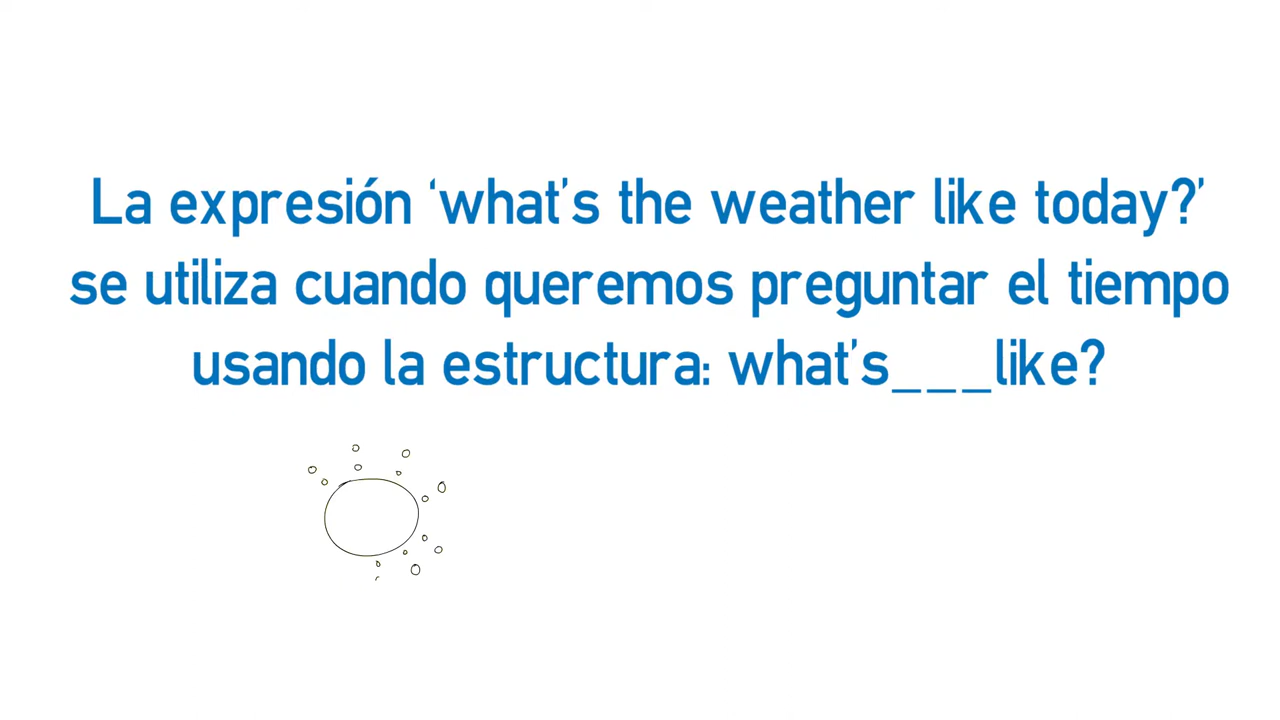 La expresión ‘what’s the weather like today?’
se utiliza cuando queremos preguntar el tiempo
usando la estructura: what’s___like?